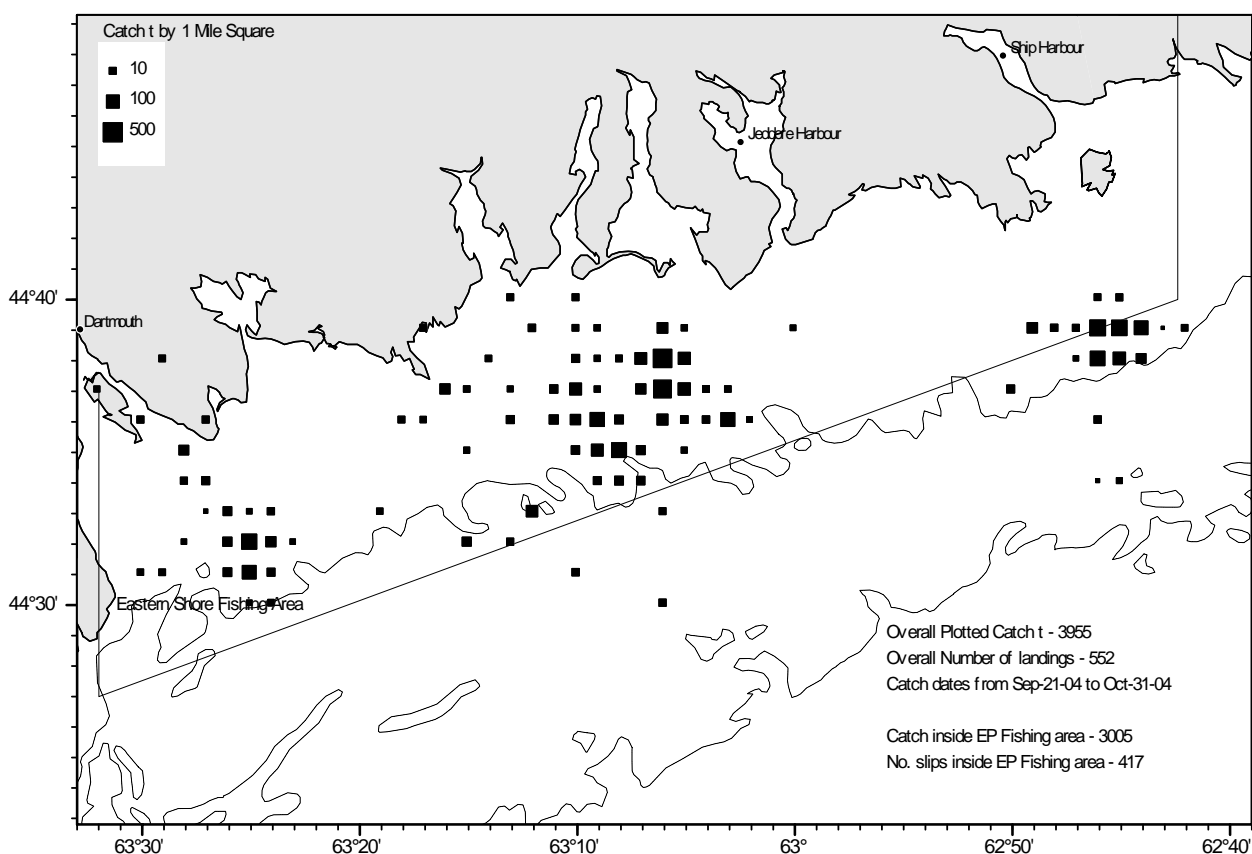 Catch t by 1 Mile Square
10
100
500
Ship Harbour
Jeddore Harbour
44°40'
Dartmouth
44°30'
Eastern Shore Fishing Area
Overall Plotted Catch t - 3955
Overall Number of landings - 552
Catch dates from Sep-21-04 to Oct-31-04
Catch inside EP Fishing area - 3005
No. slips inside EP Fishing area - 417
63°30' 63°20' 63°10' 63° 62°50' 62°40'